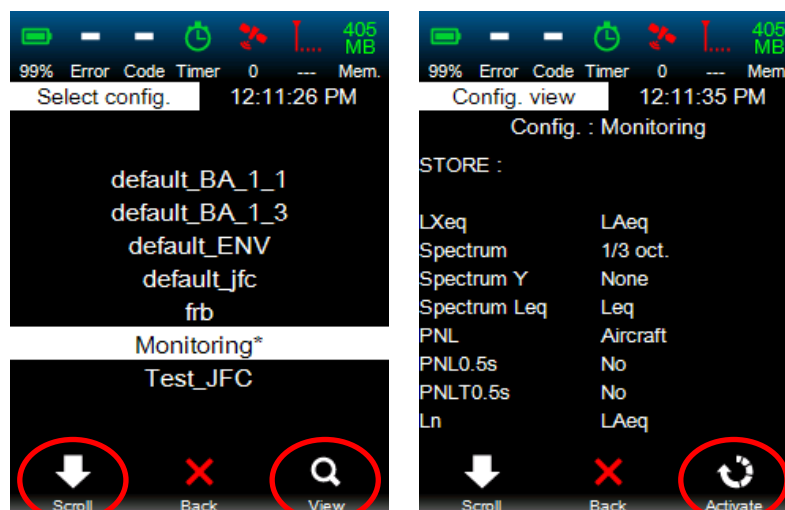 405
MB
99% Error Code Timer 0 --- Mem.
Select config. 12:11:26 PM
default_BA_1_1
default_BA_1_3
default_ENV
default_jfc
frb
Monitoring*
Test_JFC
Scroll Back View
405
MB
99% Error Code Timer 0 --- Mem
Config. view 12:11:35 PM
Config. : Monitoring
STORE :
LXeq LAeq
Spectrum 1/3 oct.
Spectrum Y None
Spectrum Leq Leq
PNL Aircraft
PNL0.5s No
PNLT0.5s No
Ln LAeq
Scroll Back Activate